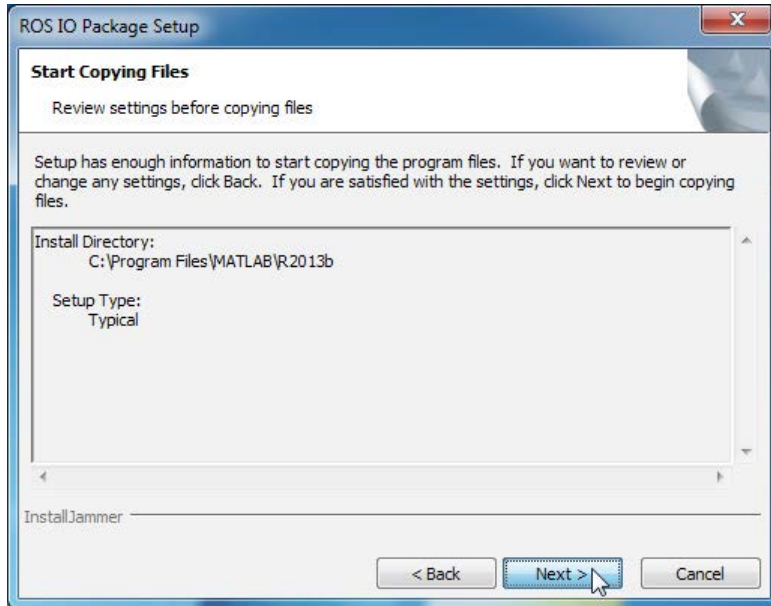 ROS IO Package Setup
Start Copying Files
Review settings before copying files
Setup has enough information to start copying the program files.  If you want to review or
change any settings, click Back.  If you are satisfied with the settings, click Next to begin copying
files.
Install Directory:
C:\Program Files\MATLAB\R2013b
Setup Type:
Typical
InstallJammer
< Back
Next >
Cancel